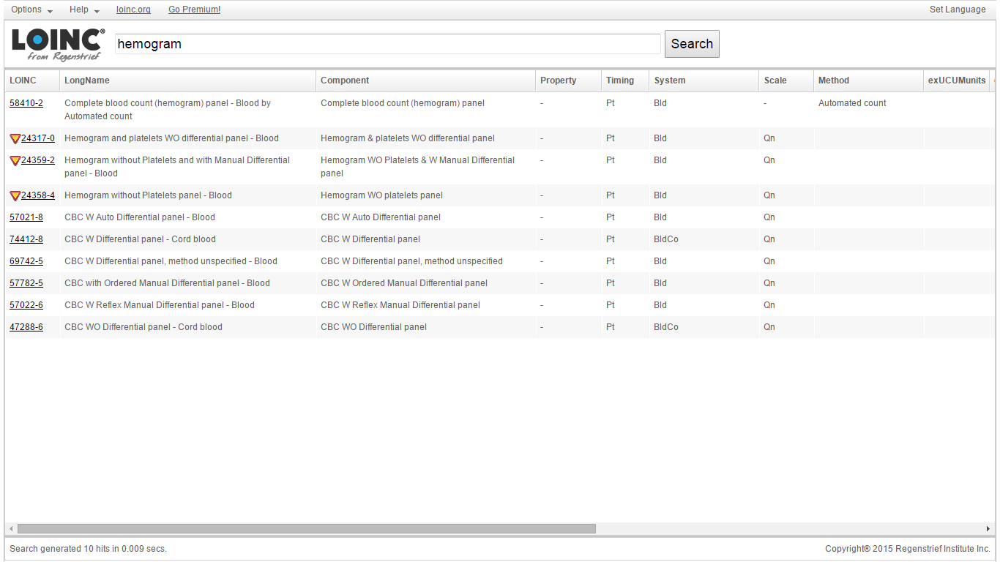 Options Help loinc.org Go Premium! Set Language
LOINC®
from Regenstrief
hemogram Search
LOINC LongName Component Property Timing System Scale Method exUCUMunits
58410-2 Complete blood count (hemogram) panel - Blood by Complete blood count (hemogram) panel Pt Bld - Automated count
Automated count
24317-0 Hemogram and platelets WO differential panel - Blood Hemogram & platelets WO differential panel - Pt Bld Qn
24359-2 Hemogram without Platelets and with Manual Differential Hemogram WO Platelets & W Manual Differential - Pt Bld Qn
panel - Blood panel
24358-4 Hemogram without Platelets panel - Blood Hemogram WO platelets panel - Pt Bld Qn
57021-8 CBC W Auto Differential panel - Blood CBC W Auto Differential panel - Pt Bld Qn
74412-8 CBC W Differential panel - Cord blood CBC W Differential panel - Pt BldCo Qn
69742-5 CBC W Differential panel, method unspecified - Blood CBC W Differential panel, method unspecified - Pt Bld Qn
57782-5 CBC with Ordered Manual Differential panel - Blood CBC W Ordered Manual Differential panel - Pt Bld Qn
57022-6 CBC W Reflex Manual Differential panel - Blood CBC W Reflex Manual Differential panel - Pt Bld Qn
47288-6 CBC WO Differential panel - Cord blood CBC WO Differential panel - Pt BldCo Qn
Search generated 10 hits in 0.009 secs. Copyright® 2015 Regenstrief Institute Inc.